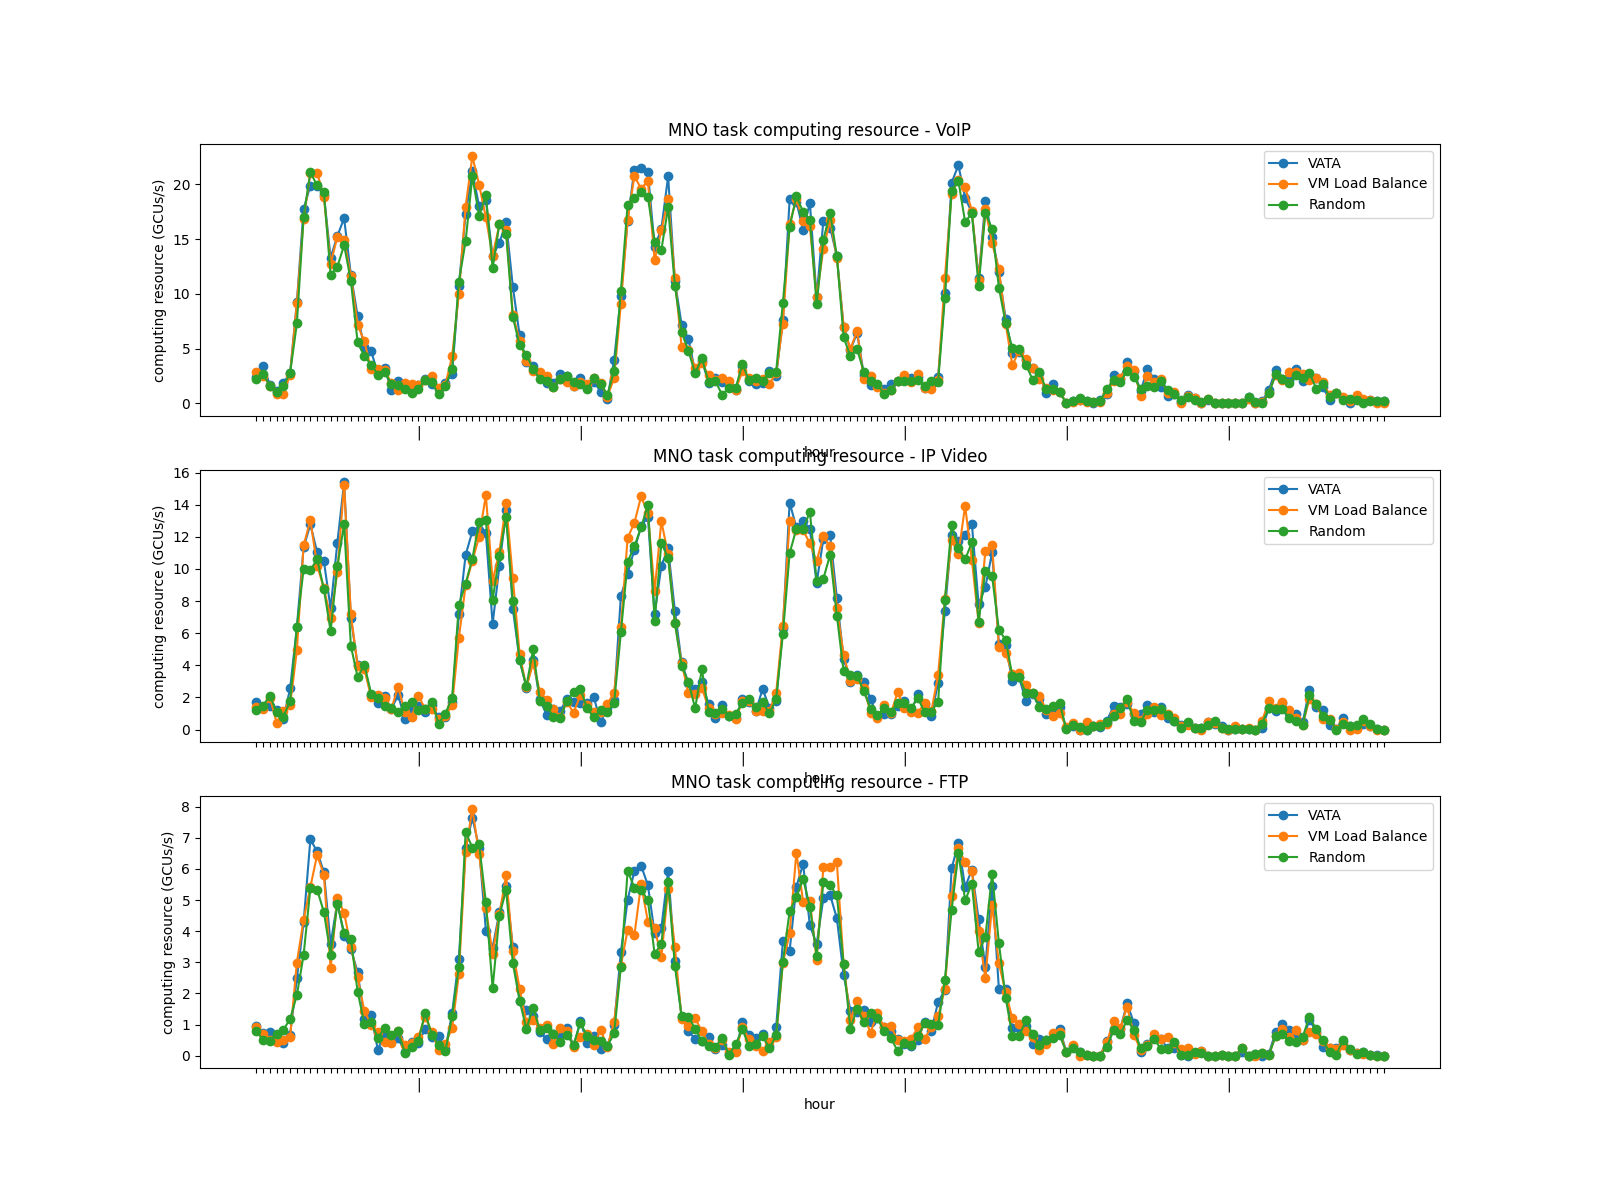 MNO task computing resource - VoIP
computing resource (GCUs/s)
20
15
10
5
0
VATA
VM Load Balance
Random
hour
MNO task computing resource - IP Video
computing resource (GCUs/s)
16
14
12
10
8
6
4
2
0
VATA
VM Load Balance
Random
hour
MNO task computing resource - FTP
computing resource (GCUs/s)
8
7
6
5
4
3
2
1
0
VATA
VM Load Balance
Random
hour